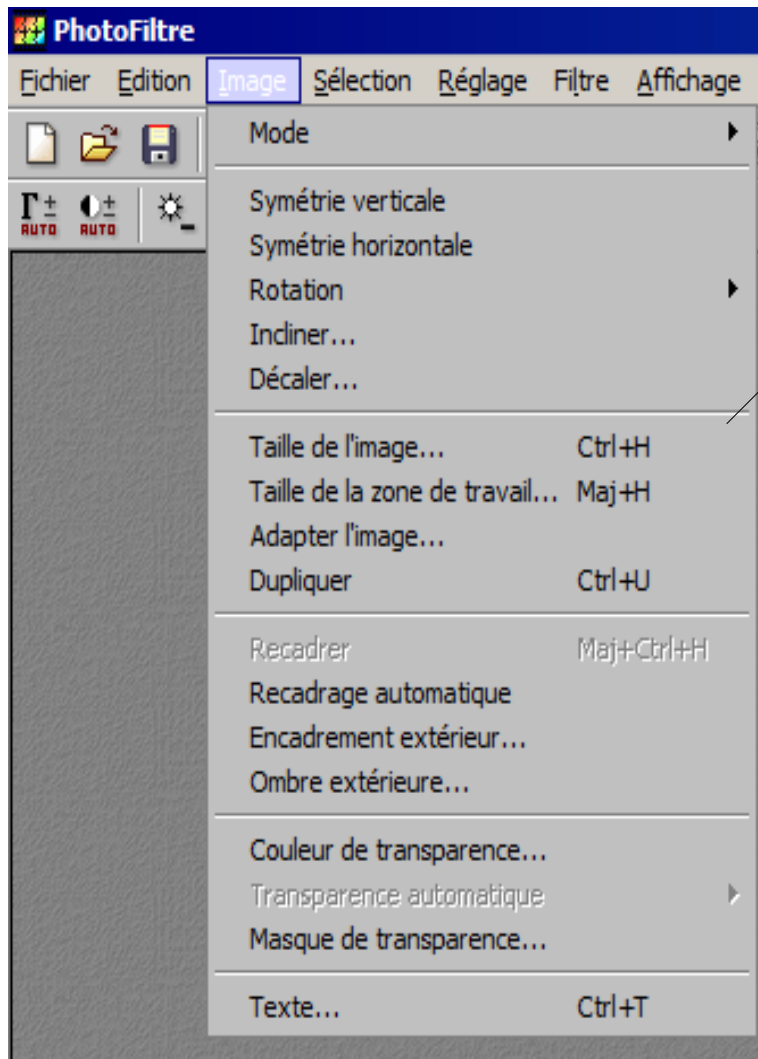 PhotoFiltre
Fichier Edition Image Sélection Réglage Filtre Affichage
Mode
AUTO AUTO
Symétrie verticale
Symétrie horizontale
Rotation
Incliner...
Décaler...
Taille de l'image... Ctrl+H
Taille de la zone de travail... Maj+H
Adapter l'image...
Dupliquer Ctrl+U
Recadrer Maj+Ctrl+H
Recadrage automatique
Encadrement extérieur...
Ombre extérieure...
Couleur de transparence...
Transparence automatique
Masque de transparence...
Texte... Ctrl+T